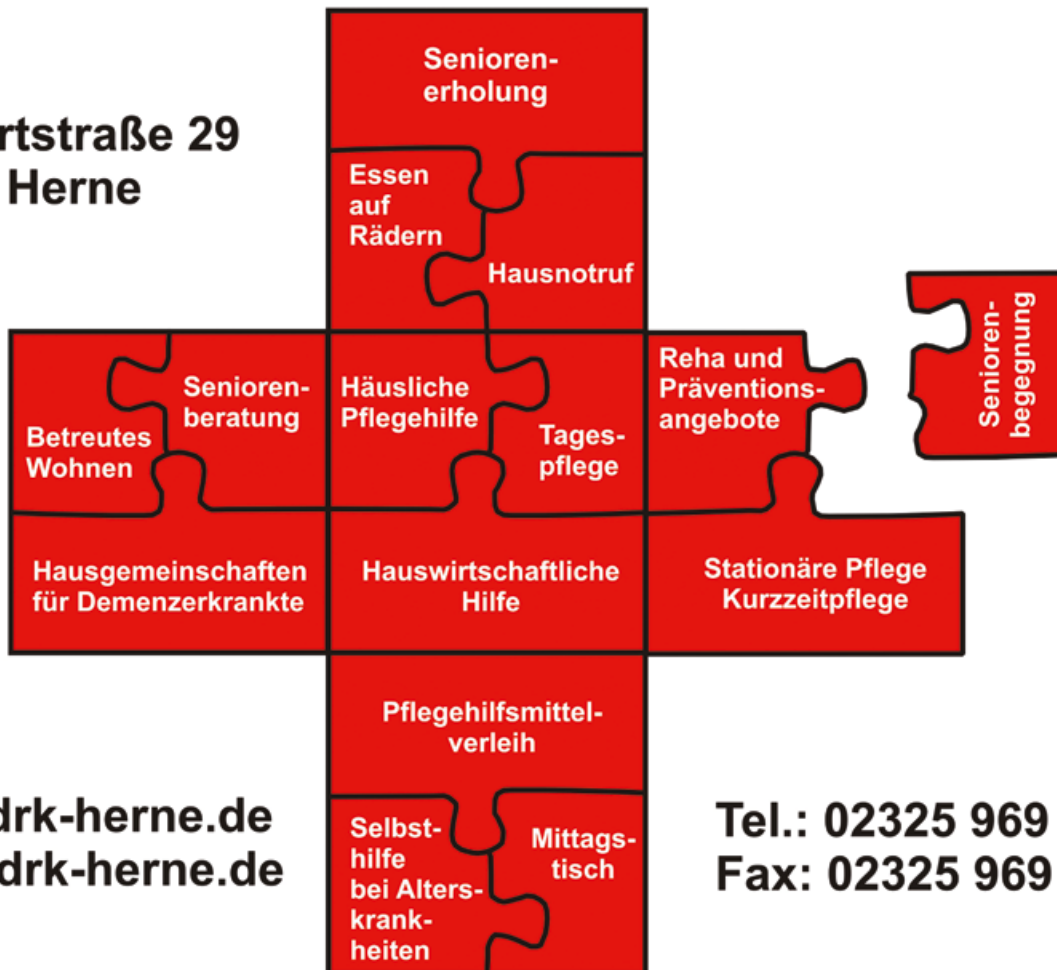 Senioren-
erholung
rtstraße 29
Herne
Essen
auf
Rädern
Hausnotruf
Senioren-
begegnung
Betreutes
Wohnen
Senioren-
beratung
Häusliche
Pflegehilfe
Tages-
pflege
Reha und
Präventions-
angebote
Hausgemeinschaften
für Demenzerkrankte
Hauswirtschaftliche
Hilfe
Stationäre Pflege
Kurzzeitpflege
Pflegehilfsmittel-
verleih
drk-herne.de
drk-herne.de
Selbst-
hilfe
bei Alters-
krank-
heiten
Mittags-
tisch
Tel.: 02325 969
Fax: 02325 969